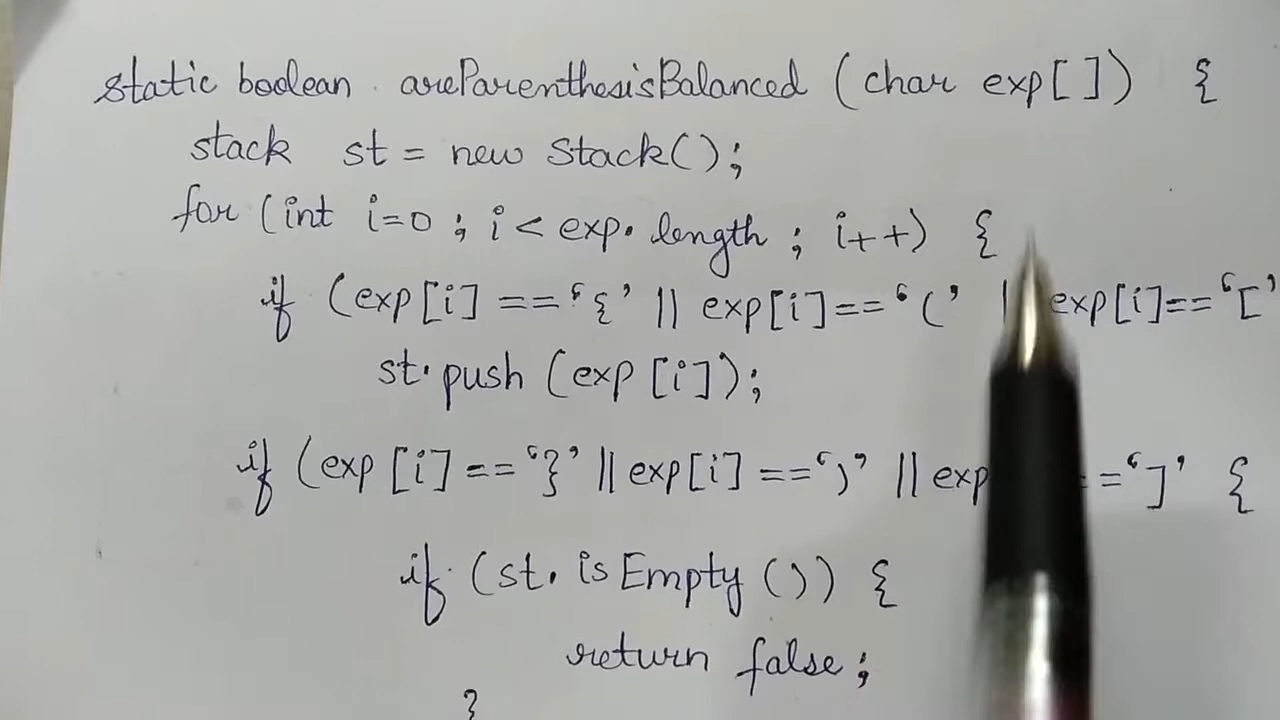 static boolean areParenthesisBalanced (char exp[]) {
stack st = new Stack();
for (int i=0 ; i < exp. length ; i++) {
if (exp[i] == '{' || exp[i]=='(' || exp[i]=='['
st.push (exp [i]);
if (exp [i] == '}' || exp[i] ==')' || exp ==']' {
if (st. isEmpty ()) {
return false;
}